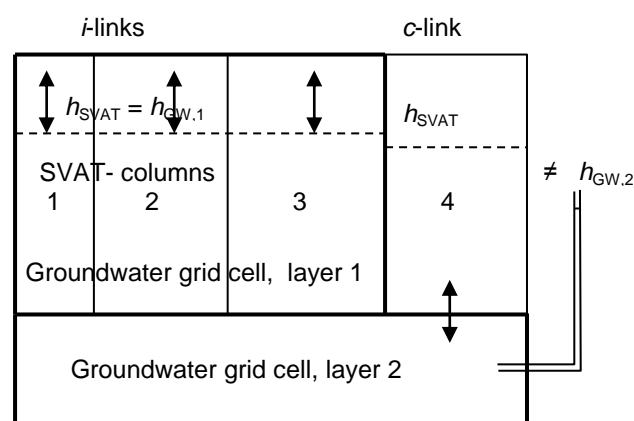 i-links c-link
h_SVAT = h_GW,1 h_SVAT
SVAT- columns ≠ h_GW,2
1 2 3 4
Groundwater grid cell, layer 1
Groundwater grid cell, layer 2